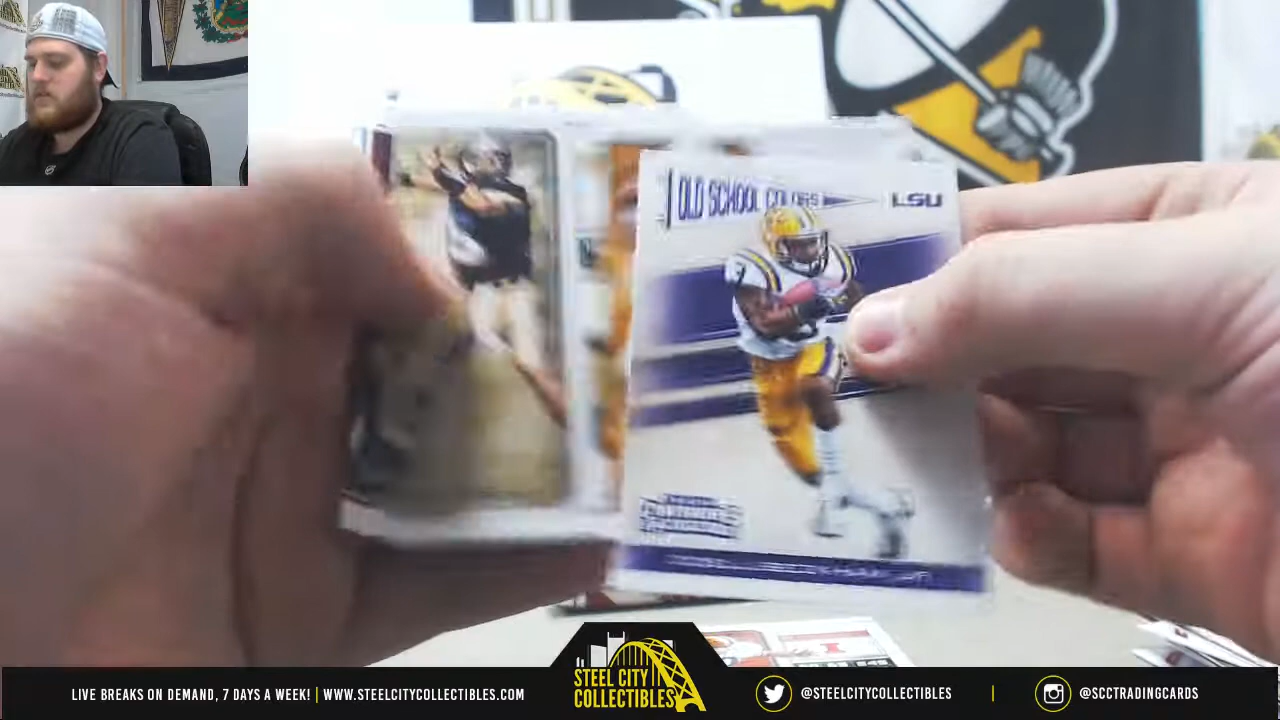 OLD SCHOOL COLORS
LSU
LIVE BREAKS ON DEMAND, 7 DAYS A WEEK! | WWW.STEELCITYCOLLECTIBLES.COM
STEEL CITY
COLLECTIBLES
@STEELCITYCOLLECTIBLES
@SCCTRADINGCARDS